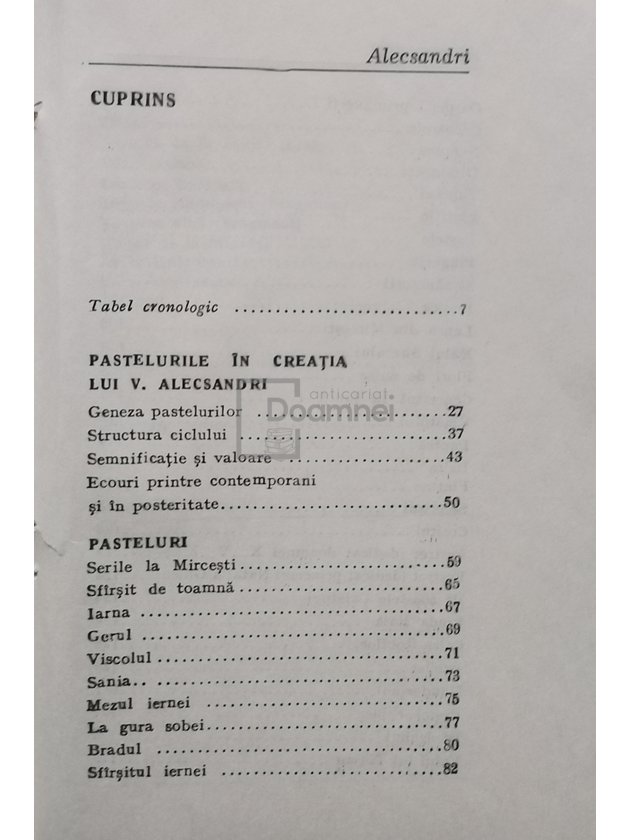 Alecsandri
CUPRINS
Tabel cronologic ............................7
PASTELURILE ÎN CREAȚIA
LUI V. ALECSANDRI
anticariat
Doamnei
Geneza pastelurilor ........................27
Structura ciclului ..........................37
Semnificație și valoare ....................43
Ecouri printre contemporani
și în posteritate............................50
PASTELURI
Serile la Mircești..........................59
Sfîrșit de toamnă..........................65
Iarna ......................................67
Gerul ......................................69
Viscolul....................................71
Sania.. ....................................73
Mezul iernei ..............................75
La gura sobei..............................77
Bradul ....................................80
Sfîrșitul iernei ............................82